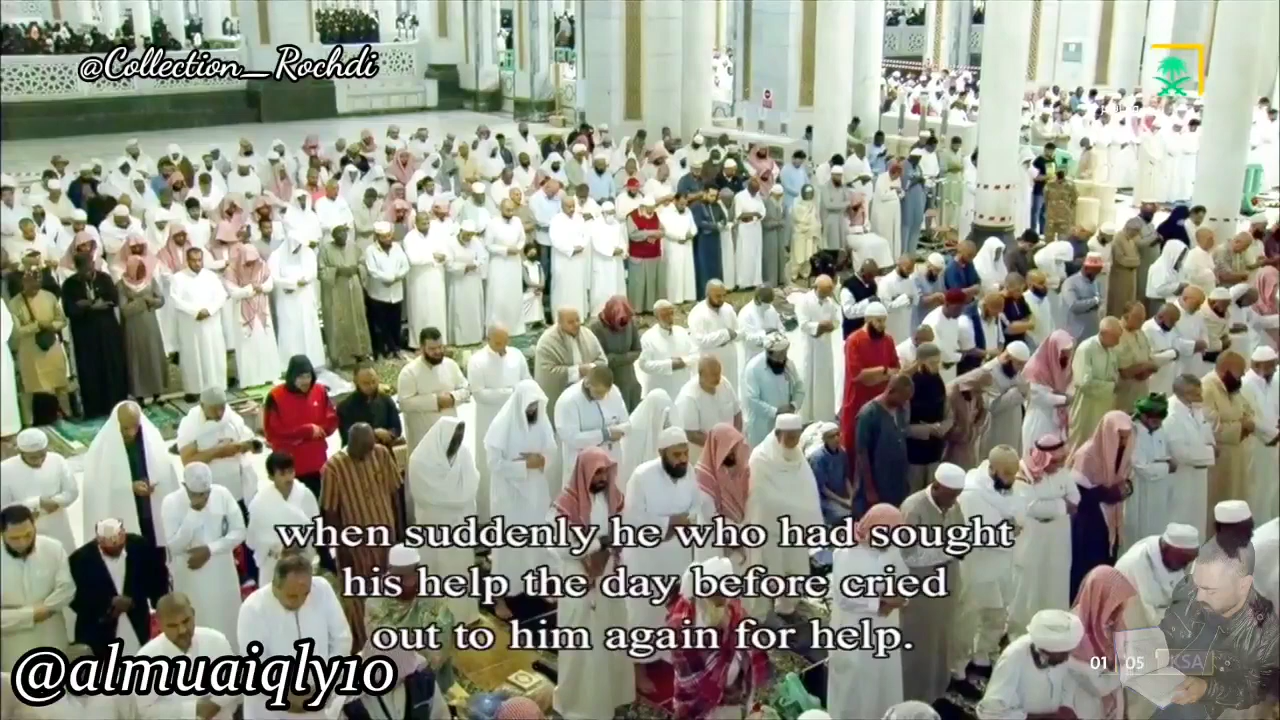 @Collection_Rochdi
when suddenly he who had sought
his help the day before cried
out to him again for help.
@almuaiqly10
01 05 KSA